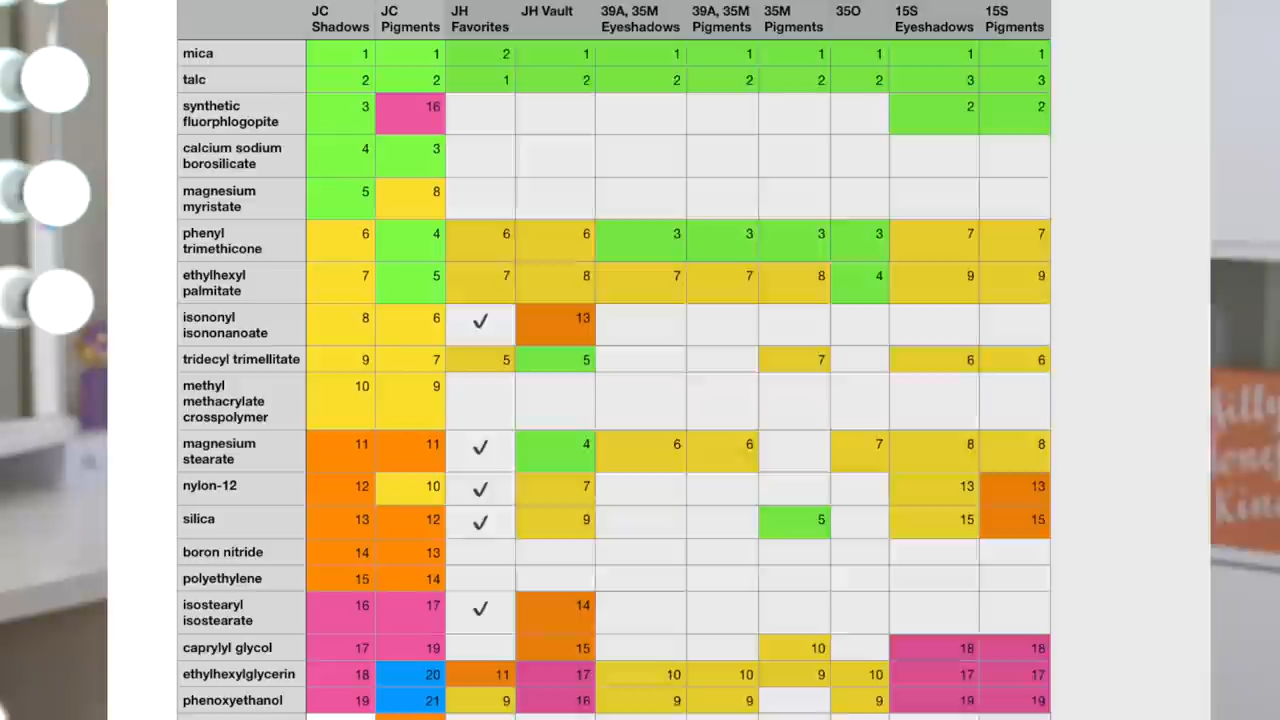 JC Shadows JC Pigments JH Favorites JH Vault 39A, 35M Eyeshadows 39A, 35M Pigments 35M Pigments 35O 15S Eyeshadows 15S Pigments
mica 1 1 2 1 1 1 1 1 1 1
talc 2 2 1 2 2 2 2 2 3 3
synthetic fluorphlogopite 3 16 2 2
calcium sodium borosilicate 4 3
magnesium myristate 5 8
phenyl trimethicone 6 4 6 6 3 3 3 3 7 7
ethylhexyl palmitate 7 5 7 8 7 7 8 4 9 9
isononyl isononanoate 8 6 ✓ 13
tridecyl trimellitate 9 7 5 5 7 6 6
methyl methacrylate crosspolymer 10 9
magnesium stearate 11 11 ✓ 4 6 6 7 8 8
nylon-12 12 10 ✓ 7 13 13
silica 13 12 ✓ 9 5 15 15
boron nitride 14 13
polyethylene 15 14
isostearyl isostearate 16 17 ✓ 14
caprylyl glycol 17 19 15 10 18 18
ethylhexylglycerin 18 20 11 17 10 10 9 10 17 17
phenoxyethanol 19 21 9 16 9 9 9 19 19